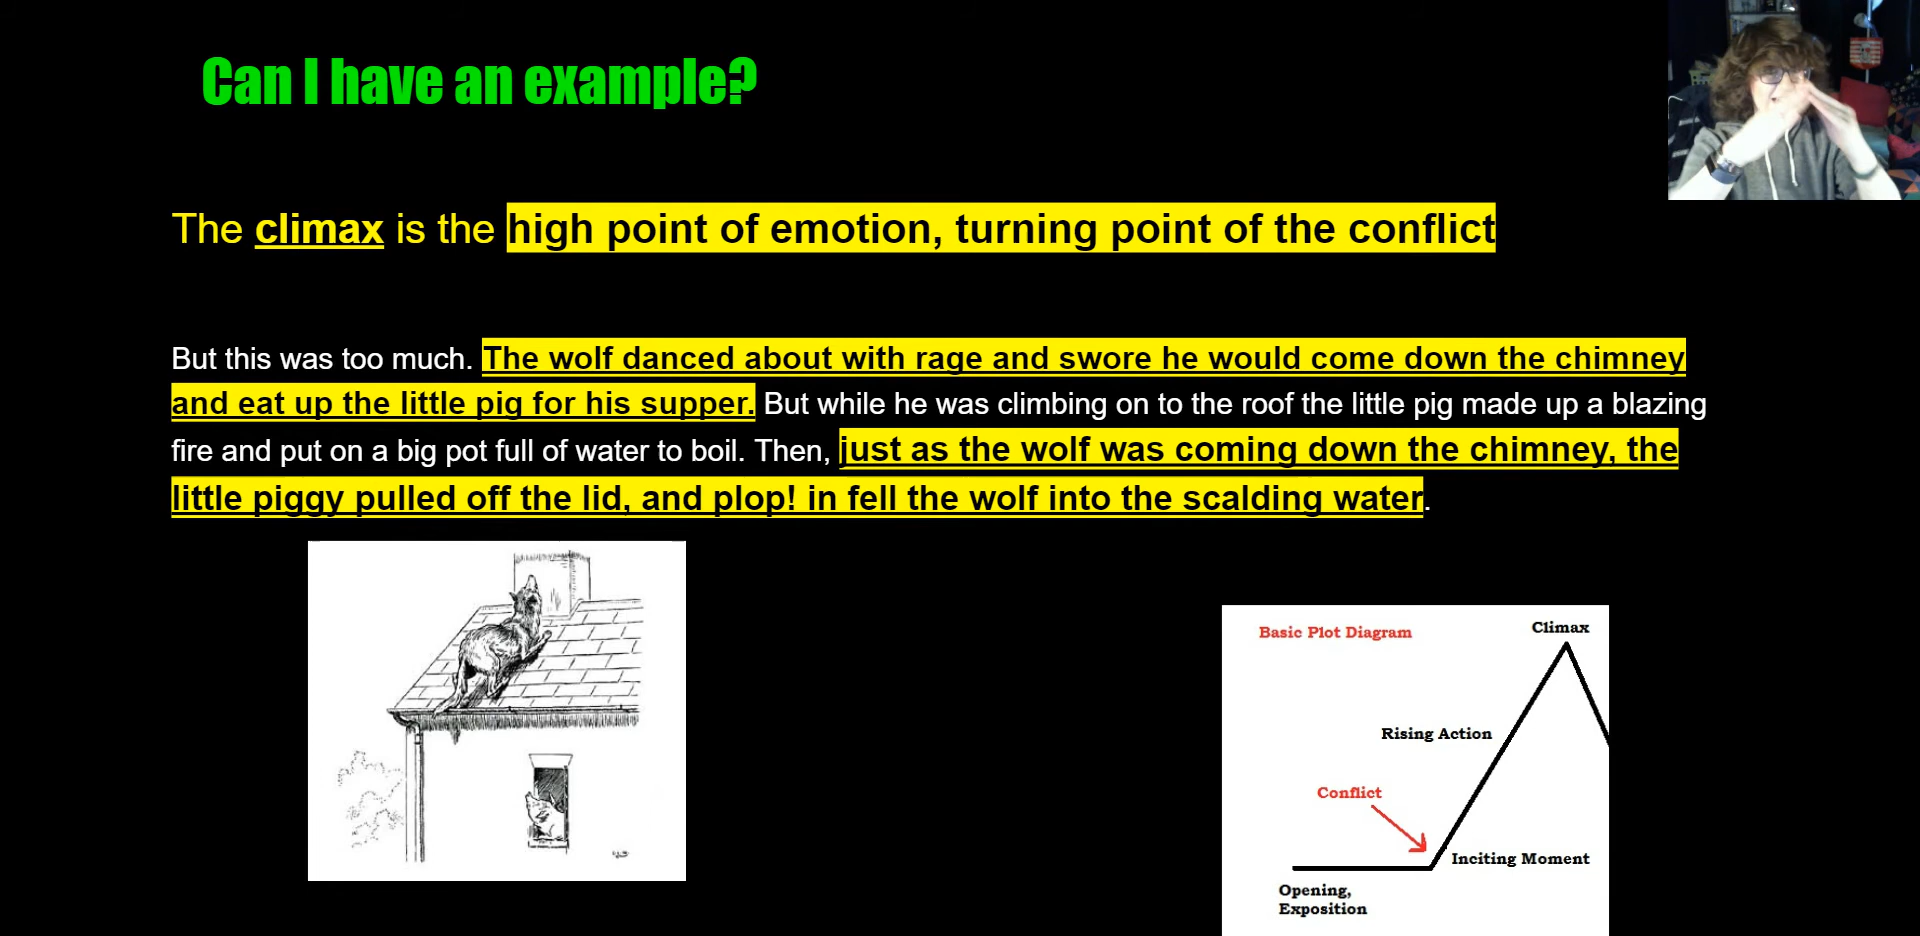 Can I have an example?
The climax is the high point of emotion, turning point of the conflict
But this was too much. The wolf danced about with rage and swore he would come down the chimney
and eat up the little pig for his supper. But while he was climbing on to the roof the little pig made up a blazing
fire and put on a big pot full of water to boil. Then, just as the wolf was coming down the chimney, the
little piggy pulled off the lid, and plop! in fell the wolf into the scalding water.
Basic Plot Diagram
Climax
Rising Action
Conflict
Inciting Moment
Opening,
Exposition